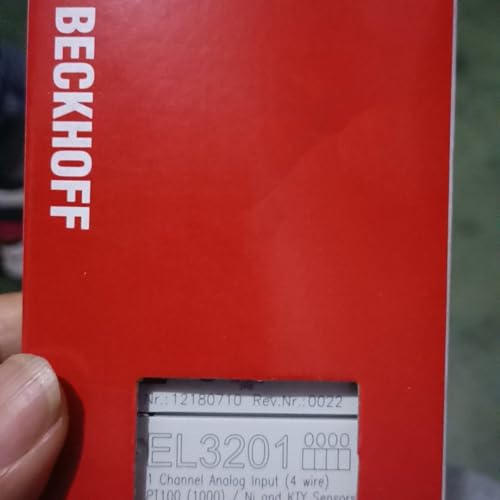 BECKHOFF
Nr.: 12180710 Rev.Nr.: 0022
EL3201 0000
1 Channel Analog Input (4 wire)
PT100 (1000) / Ni and KTY Sensors